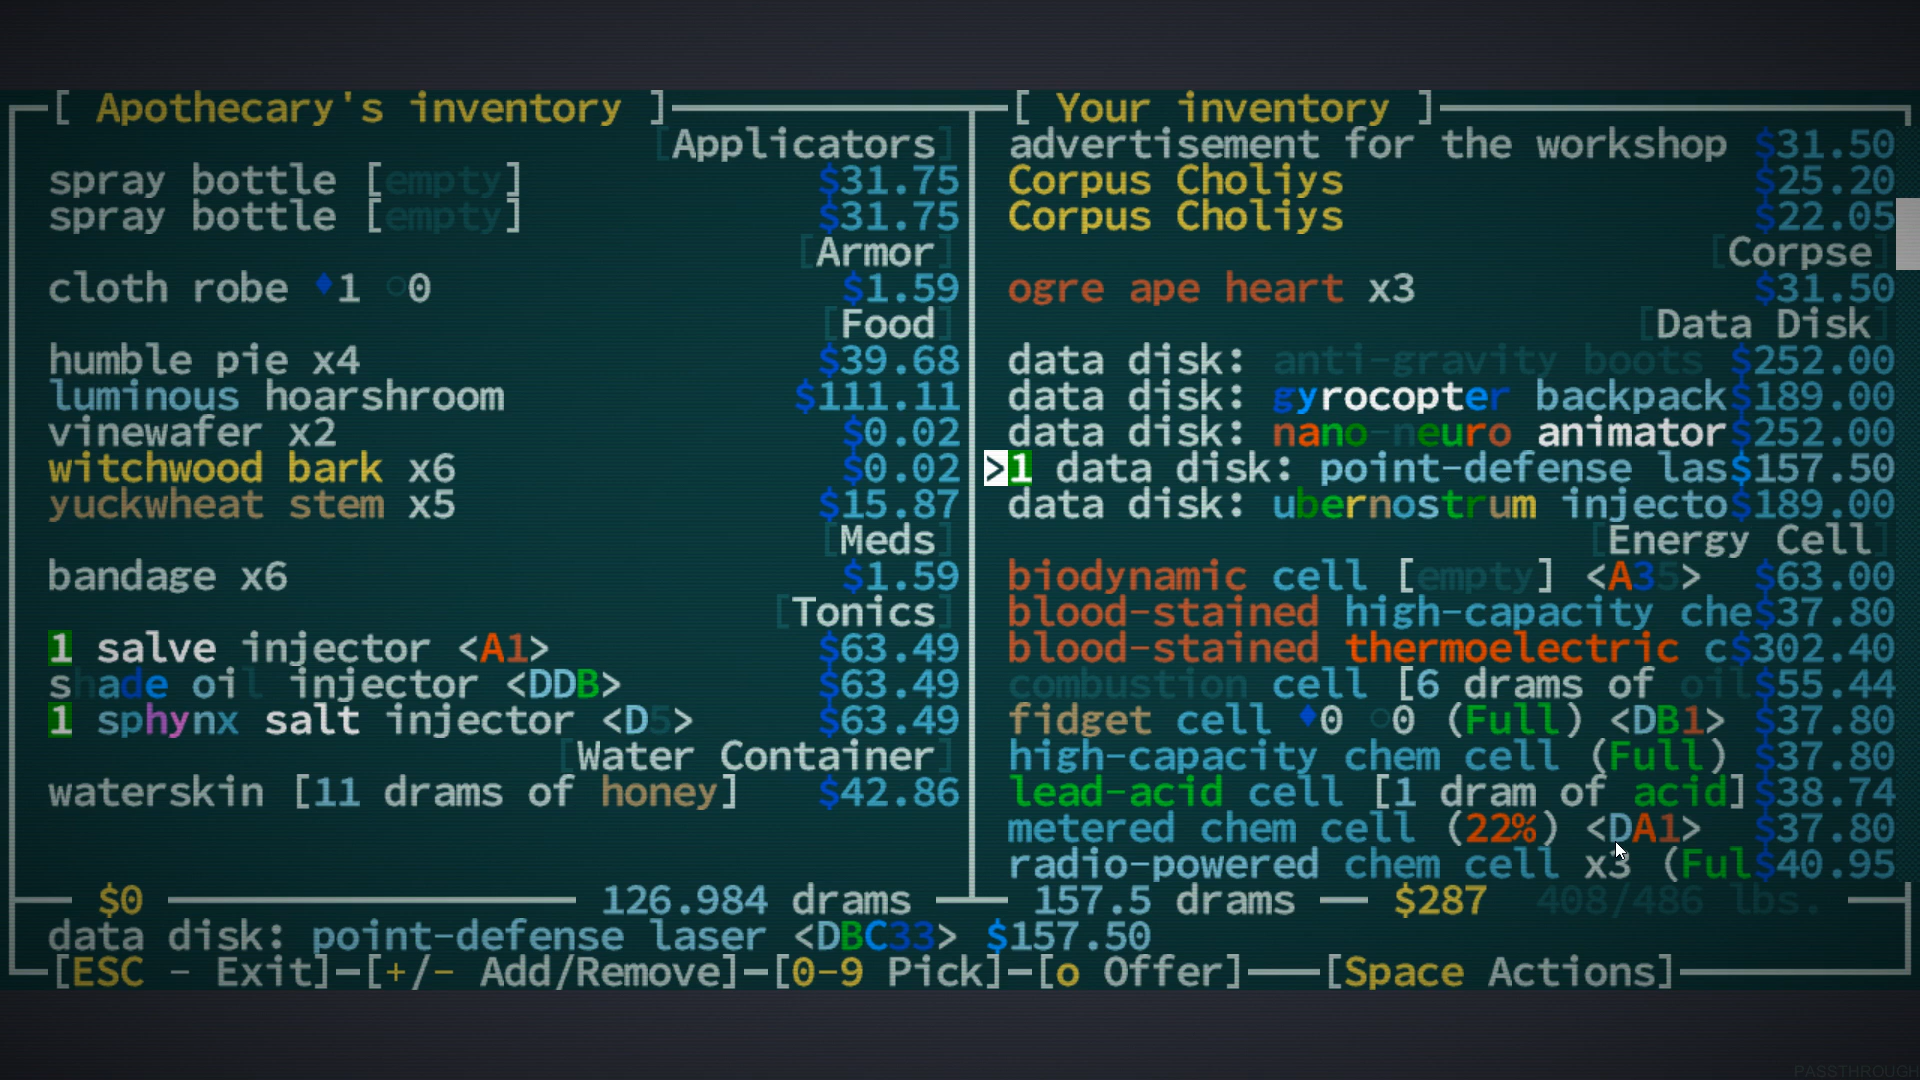 [ Apothecary's inventory ]
[Applicators]
spray bottle [empty] $31.75
spray bottle [empty] $31.75
[Armor]
cloth robe ♦1 ○0 $1.59
[Food]
humble pie x4 $39.68
luminous hoarshroom $111.11
vinewafer x2 $0.02
witchwood bark x6 $0.02
yuckwheat stem x5 $15.87
[Meds]
bandage x6 $1.59
[Tonics]
1 salve injector <A1> $63.49
shade oil injector <DDB> $63.49
1 sphynx salt injector <D5> $63.49
[Water Container]
waterskin [11 drams of honey] $42.86
[ Your inventory ]
advertisement for the workshop $31.50
Corpus Choliys $25.20
Corpus Choliys $22.05
[Corpse]
ogre ape heart x3 $31.50
[Data Disk]
data disk: anti-gravity boots $252.00
data disk: gyrocopter backpack $189.00
data disk: nano-neuro animator $252.00
>1 data disk: point-defense las$157.50
data disk: ubernostrum injecto$189.00
[Energy Cell]
biodynamic cell [empty] <A35> $63.00
blood-stained high-capacity che$37.80
blood-stained thermoelectric c$302.40
combustion cell [6 drams of oil$55.44
fidget cell ♦0 ○0 (Full) <DB1> $37.80
high-capacity chem cell (Full) $37.80
lead-acid cell [1 dram of acid] $38.74
metered chem cell (22%) <DA1> $37.80
radio-powered chem cell x3 (Ful$40.95
$0 126.984 drams 157.5 drams $287 408/486 lbs.
data disk: point-defense laser <DBC33> $157.50
[ESC - Exit] [+/- Add/Remove] [0-9 Pick] [o Offer] [Space Actions]
PASSTHROUGH